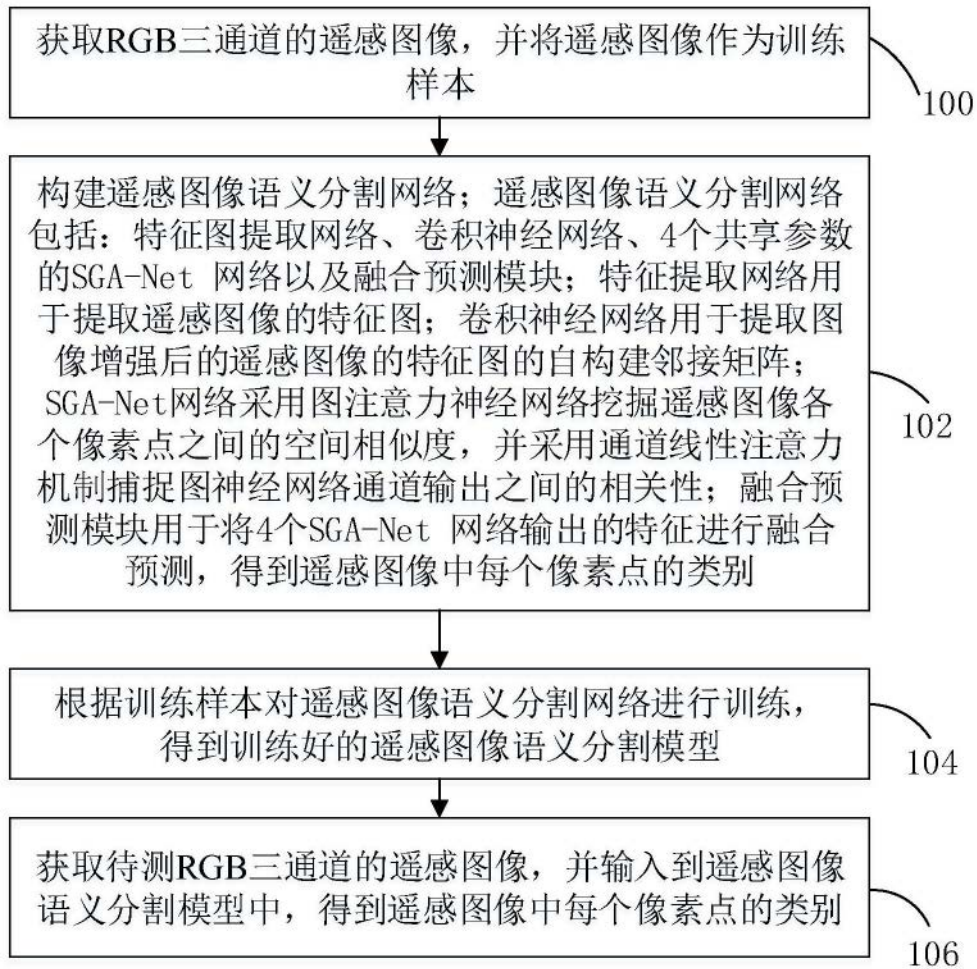 获取RGB三通道的遥感图像，并将遥感图像作为训练
样本
100
构建遥感图像语义分割网络；遥感图像语义分割网络
包括：特征图提取网络、卷积神经网络、4个共享参数
的SGA-Net 网络以及融合预测模块；特征提取网络用
于提取遥感图像的特征图；卷积神经网络用于提取图
像增强后的遥感图像的特征图的自构建邻接矩阵；
SGA-Net网络采用图注意力神经网络挖掘遥感图像各
个像素点之间的空间相似度，并采用通道线性注意力
机制捕捉图神经网络通道输出之间的相关性；融合预
测模块用于将4个SGA-Net 网络输出的特征进行融合
预测，得到遥感图像中每个像素点的类别
102
根据训练样本对遥感图像语义分割网络进行训练，
得到训练好的遥感图像语义分割模型
104
获取待测RGB三通道的遥感图像，并输入到遥感图像
语义分割模型中，得到遥感图像中每个像素点的类别
106